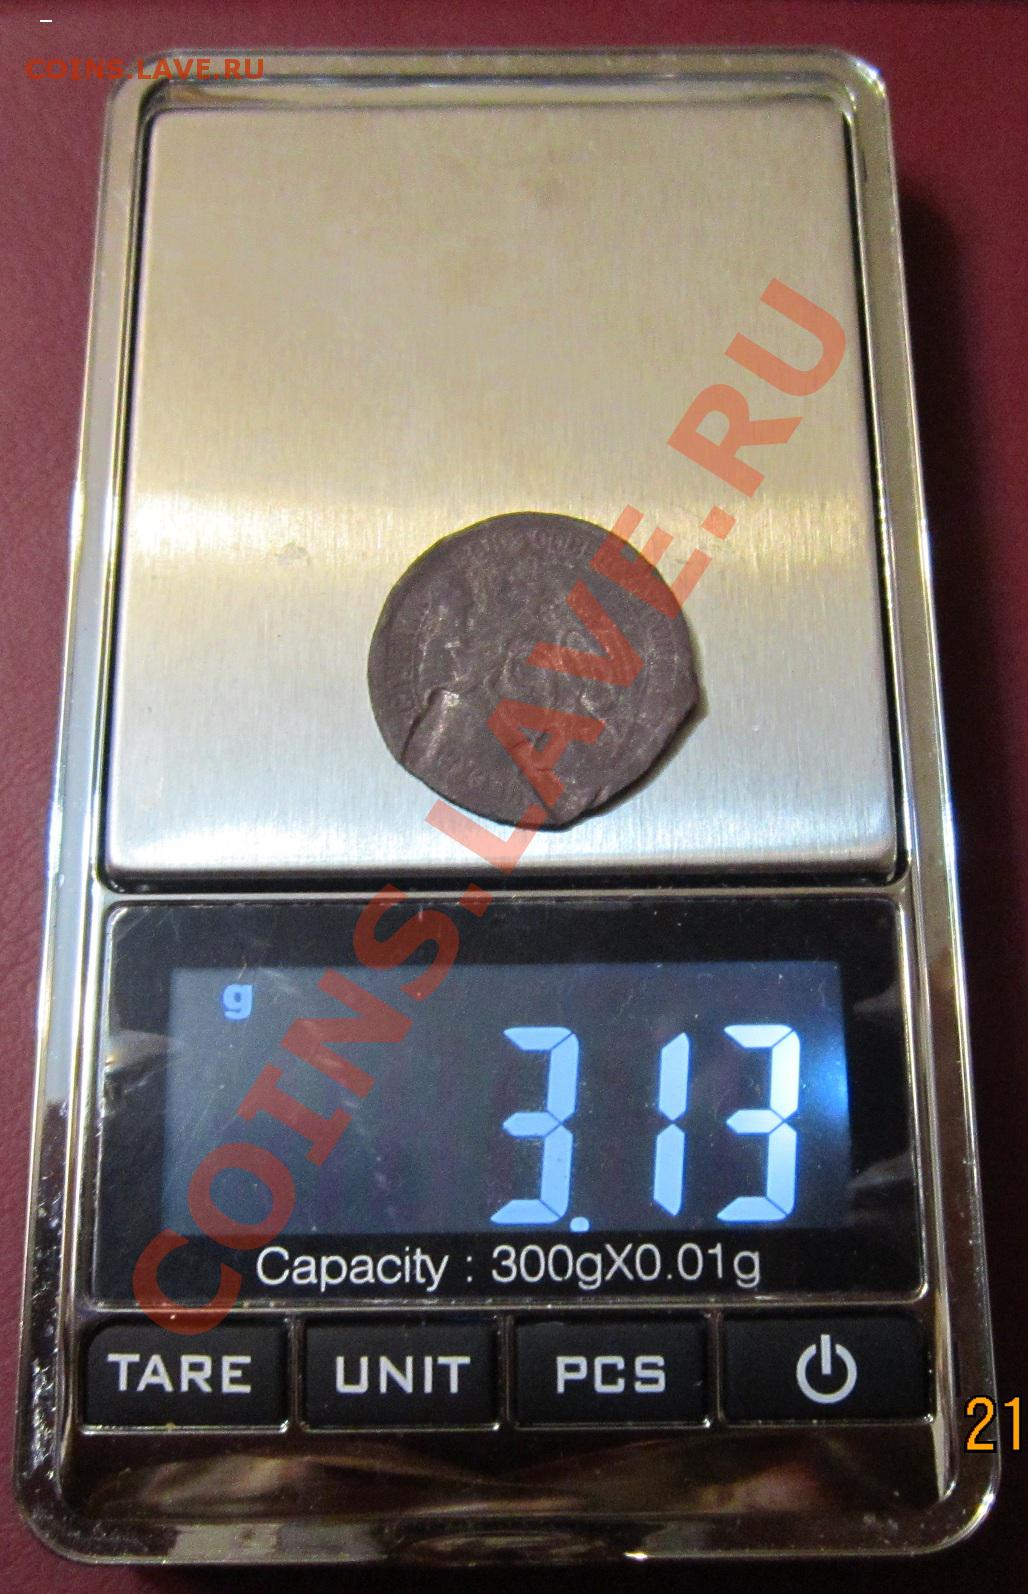 COINS.LAVE.RU
COINS.LAVE.RU
g
3.13
Capacity : 300gX0.01g
TARE UNIT PCS
21